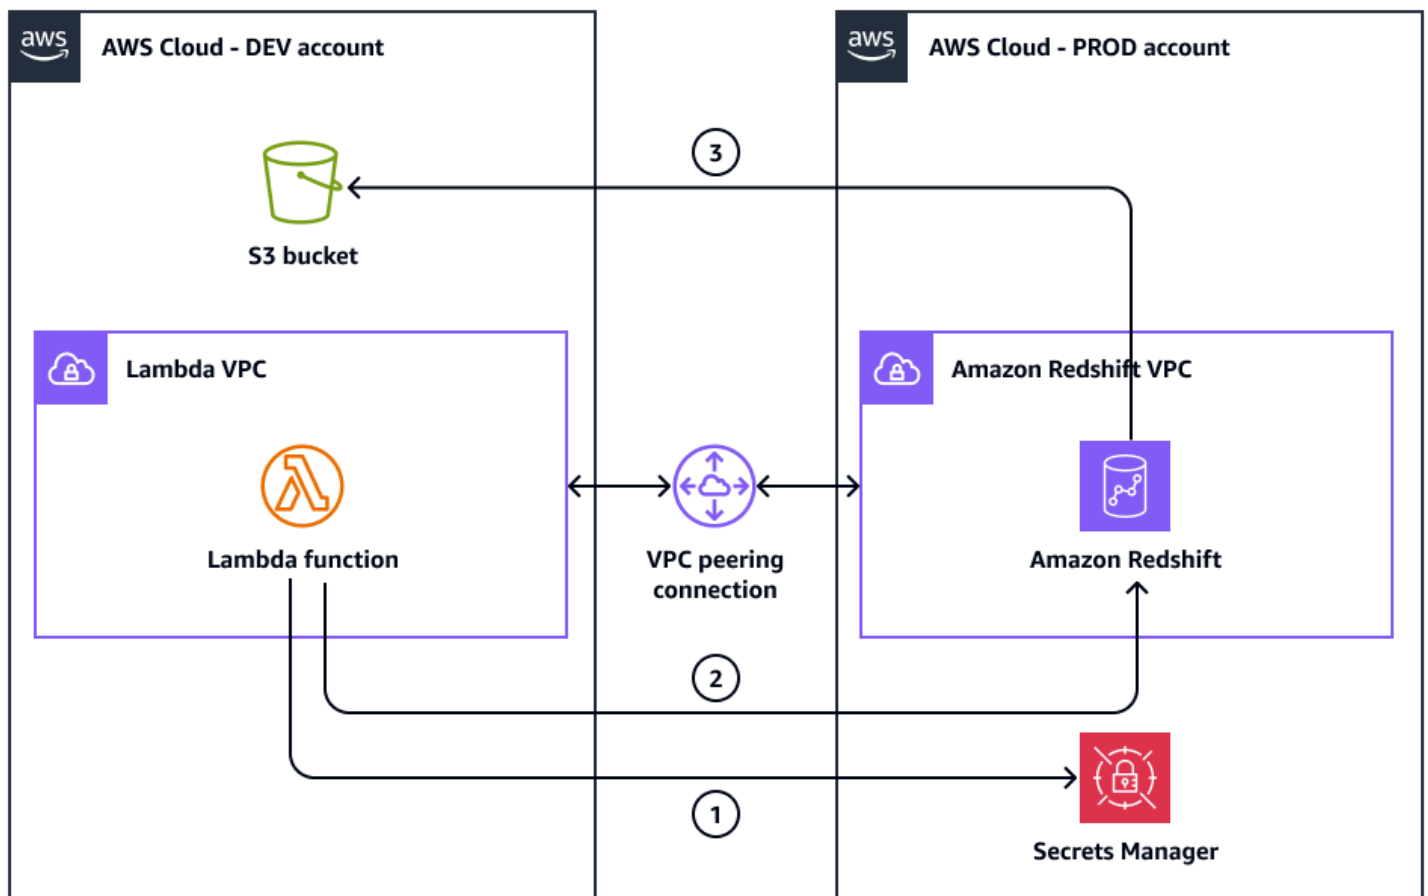 aws
AWS Cloud - DEV account
aws
AWS Cloud - PROD account
3
S3 bucket
Lambda VPC
Amazon Redshift VPC
Lambda function
VPC peering
connection
Amazon Redshift
2
1
Secrets Manager